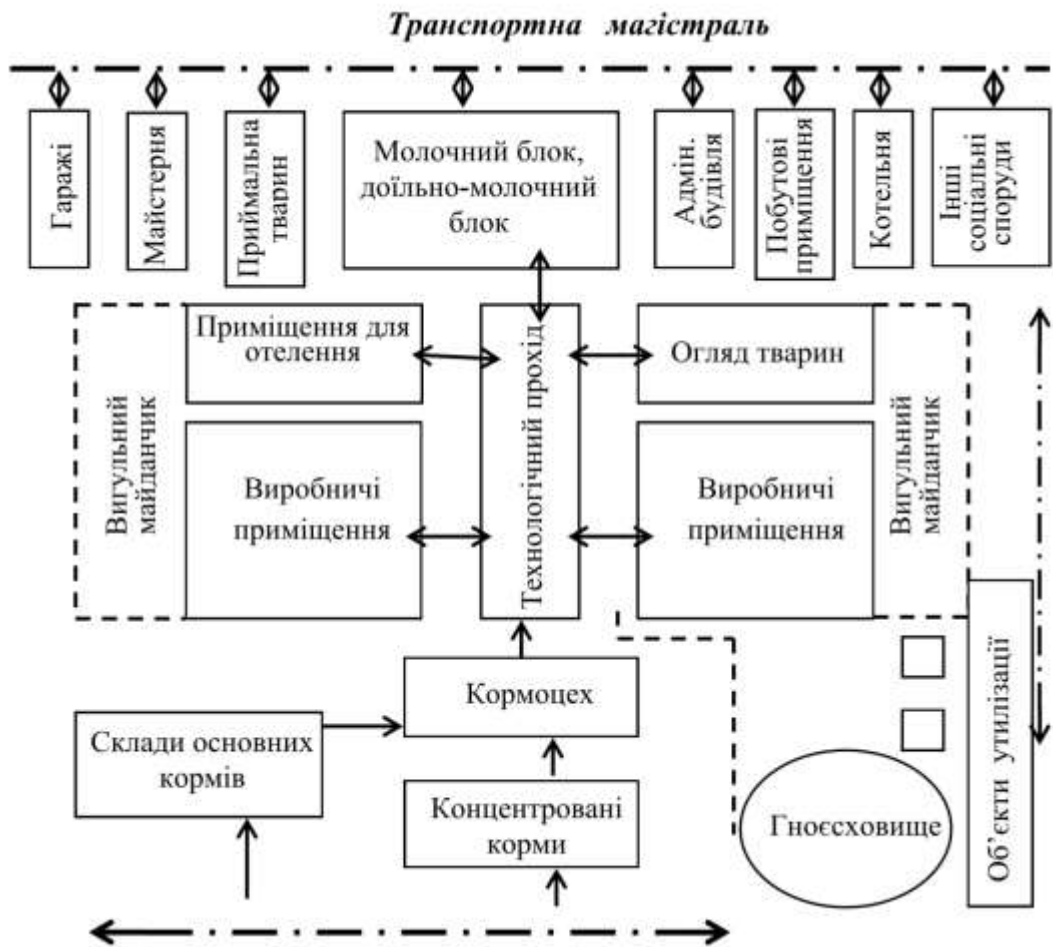 Транспортна магістраль
Гаражі
Майстерня
Приймальна
тварин
Молочний блок,
доїльно-молочний
блок
Адмін.
будівля
Побутові
приміщення
Котельня
Інші
соціальні
споруди
Вигульний
майданчик
Приміщення для
отелення
Технологічний прохід
Огляд тварин
Вигульний
майданчик
Виробничі
приміщення
Виробничі
приміщення
Кормоцех
Склади основних
кормів
Концентровані
корми
Гноєсховище
Об’єкти утилізації